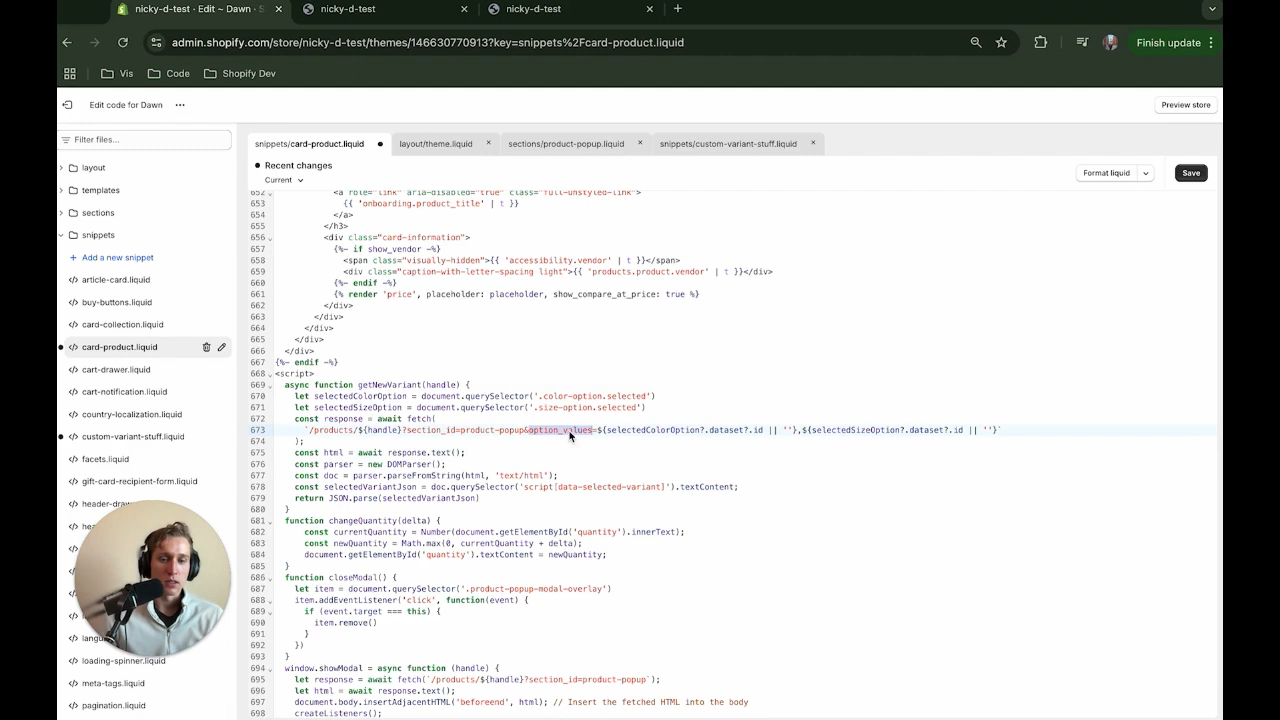 nicky-d-test · Edit ~ Dawn ~ S
nicky-d-test
nicky-d-test
admin.shopify.com/store/nicky-d-test/themes/146630770913?key=snippets%2Fcard-product.liquid
Finish update
Vis
Code
Shopify Dev
Edit code for Dawn
Preview store
Filter files...
snippets/card-product.liquid
layout/theme.liquid
sections/product-popup.liquid
snippets/custom-variant-stuff.liquid
Recent changes
Current
Format liquid
Save
layout
templates
sections
snippets
Add a new snippet
article-card.liquid
buy-buttons.liquid
card-collection.liquid
card-product.liquid
cart-drawer.liquid
cart-notification.liquid
country-localization.liquid
custom-variant-stuff.liquid
facets.liquid
gift-card-recipient-form.liquid
loading-spinner.liquid
meta-tags.liquid
pagination.liquid
652 <a role="link" aria-disabled="true" class="full-unstyled-link">
653 {{ 'onboarding.product_title' | t }}
654 </a>
655 </h3>
656 <div class="card-information">
657 {%- if show_vendor -%}
658 <span class="visually-hidden">{{ 'accessibility.vendor' | t }}</span>
659 <div class="caption-with-letter-spacing light">{{ 'products.product.vendor' | t }}</div>
660 {%- endif -%}
661 {% render 'price', placeholder: placeholder, show_compare_at_price: true %}
662 </div>
663 </div>
664 </div>
665 </div>
666 </div>
667 {%- endif -%}
668 <script>
669 async function getNewVariant(handle) {
670 let selectedColorOption = document.querySelector('.color-option.selected')
671 let selectedSizeOption = document.querySelector('.size-option.selected')
672 const response = await fetch(
673 `/products/${handle}?section_id=product-popup&option_values=${selectedColorOption?.dataset?.id || ''},${selectedSizeOption?.dataset?.id || ''}`
674 );
675 const html = await response.text();
676 const parser = new DOMParser();
677 const doc = parser.parseFromString(html, 'text/html');
678 const selectedVariantJson = doc.querySelector('script[data-selected-variant]').textContent;
679 return JSON.parse(selectedVariantJson)
680 }
681 function changeQuantity(delta) {
682 const currentQuantity = Number(document.getElementById('quantity').innerText);
683 const newQuantity = Math.max(0, currentQuantity + delta);
684 document.getElementById('quantity').textContent = newQuantity;
685 }
686 function closeModal() {
687 let item = document.querySelector('.product-popup-modal-overlay')
688 item.addEventListener('click', function(event) {
689 if (event.target === this) {
690 item.remove()
691 }
692 })
693 }
694 window.showModal = async function (handle) {
695 let response = await fetch(`/products/${handle}?section_id=product-popup`);
696 let html = await response.text();
697 document.body.insertAdjacentHTML('beforeend', html); // Insert the fetched HTML into the body
698 createListeners();